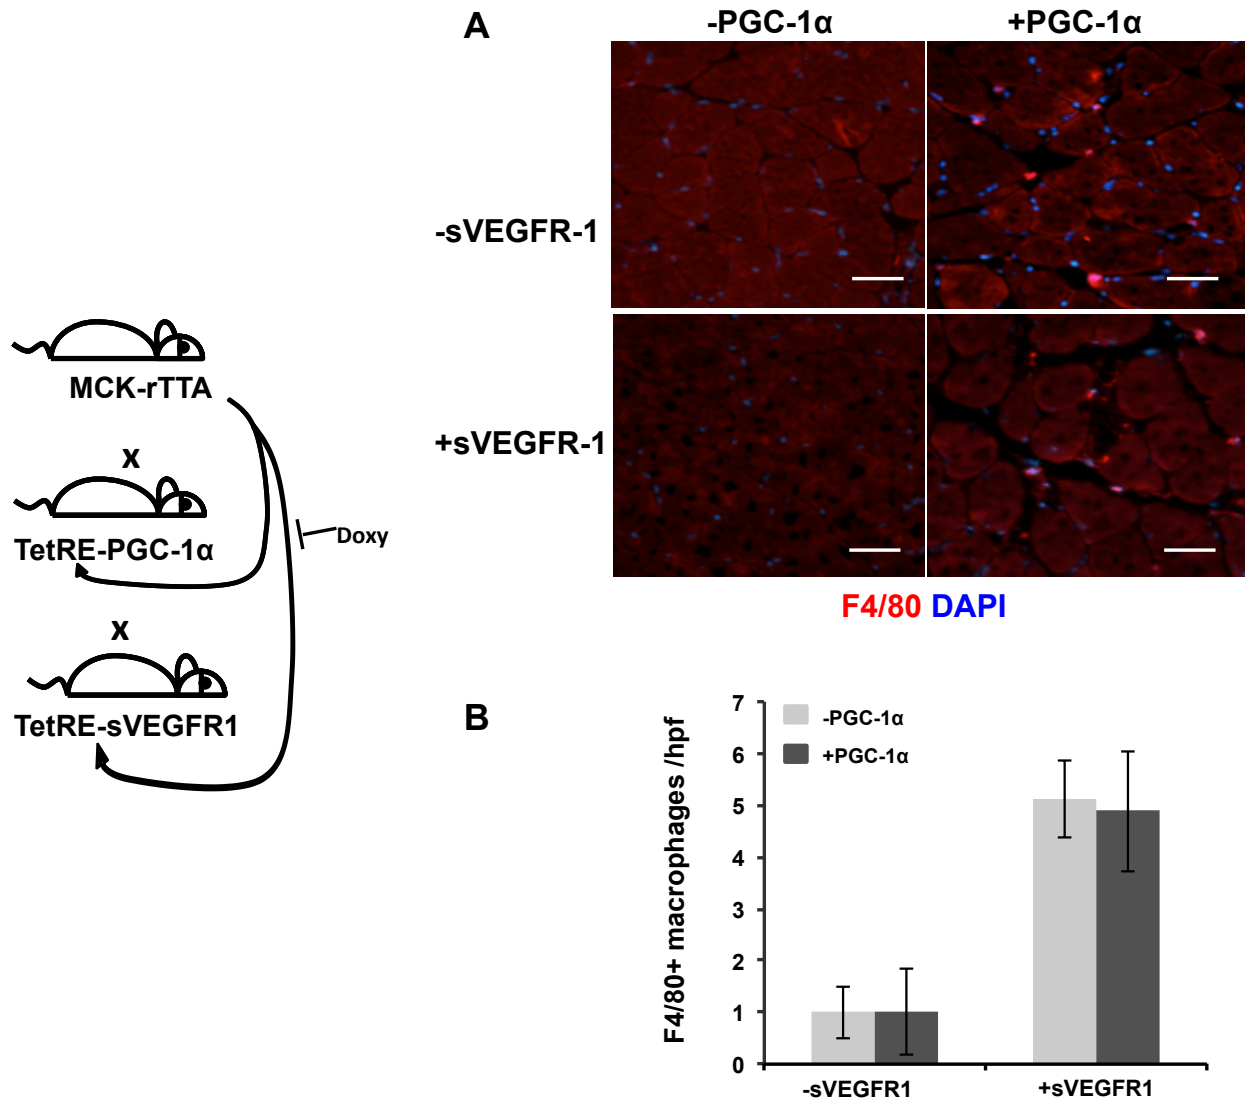 A
-PGC-1α
+PGC-1α
-sVEGFR-1
+sVEGFR-1
F4/80 DAPI
MCK-rTTA
x
TetRE-PGC-1α
Doxy
x
TetRE-sVEGFR1
B
F4/80+ macrophages /hpf
7
6
5
4
3
2
1
0
-PGC-1α
+PGC-1α
-sVEGFR1
+sVEGFR1